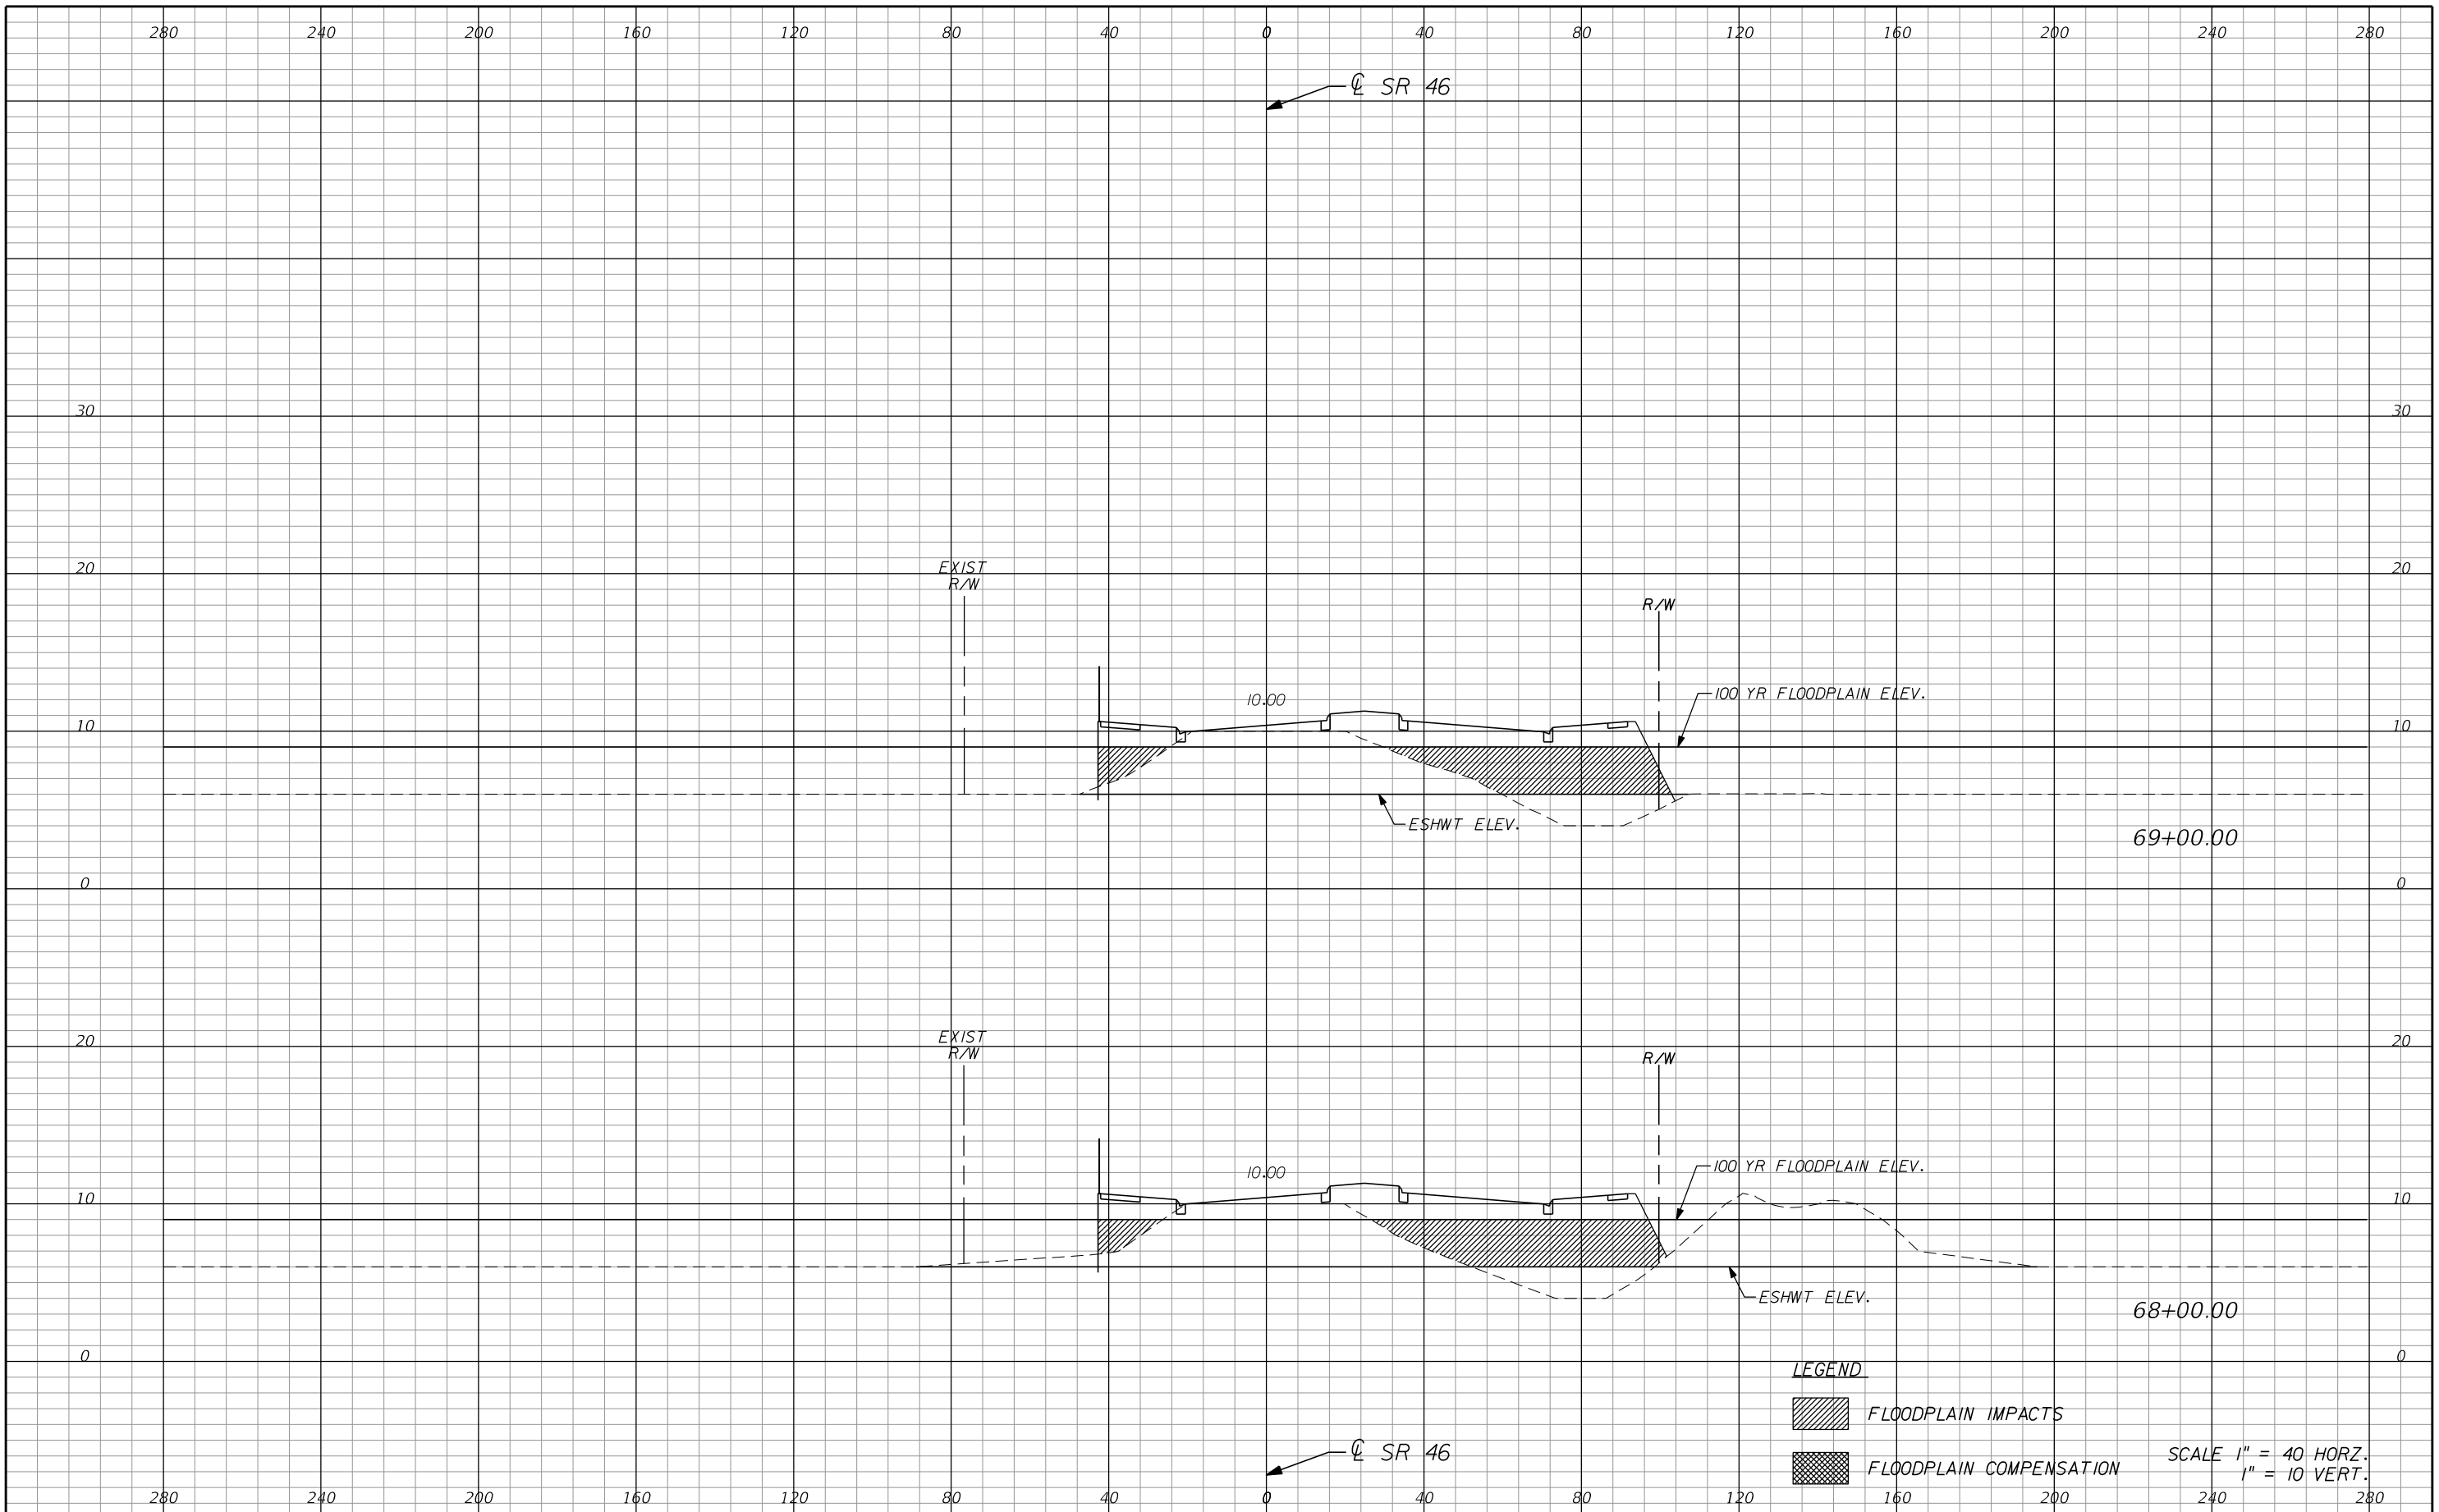 280 240 200 160 120 80 40 0 40 80 120 160 200 240 280
℄ SR 46
30 30
20 20
EXIST
R/W
R/W
10.00
100 YR FLOODPLAIN ELEV.
10 10
ESHWT ELEV.
69+00.00
0 0
20 20
EXIST
R/W
R/W
10.00
100 YR FLOODPLAIN ELEV.
10 10
ESHWT ELEV.
68+00.00
0 0
LEGEND
FLOODPLAIN IMPACTS
℄ SR 46
FLOODPLAIN COMPENSATION
SCALE 1" = 40 HORZ.
1" = 10 VERT.
280 240 200 160 120 80 40 0 40 80 120 160 200 240 280